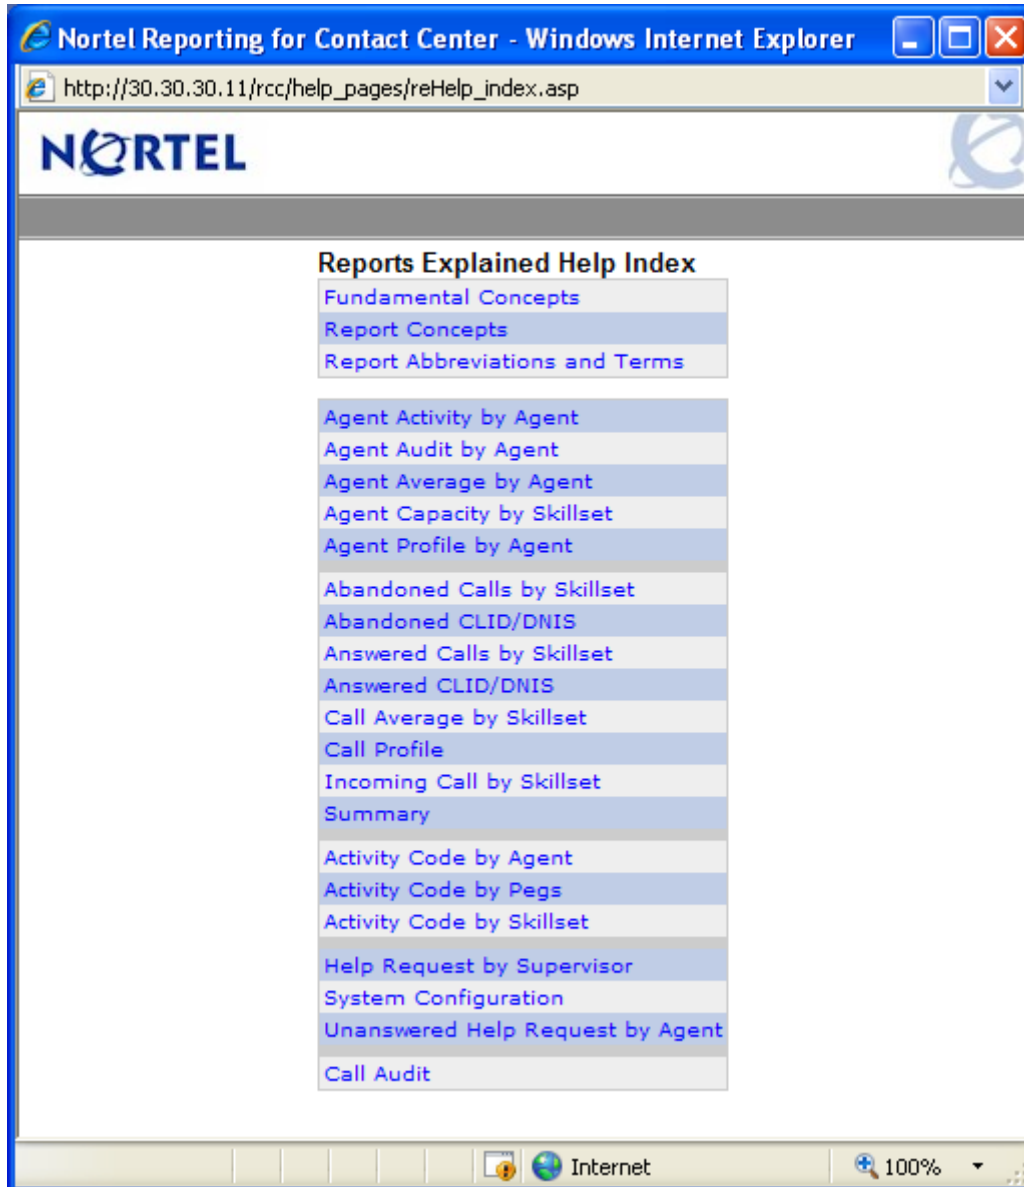 Nortel Reporting for Contact Center - Windows Internet Explorer
http://30.30.30.11/rcc/help_pages/reHelp_index.asp
NORTEL
Reports Explained Help Index
Fundamental Concepts
Report Concepts
Report Abbreviations and Terms
Agent Activity by Agent
Agent Audit by Agent
Agent Average by Agent
Agent Capacity by Skillset
Agent Profile by Agent
Abandoned Calls by Skillset
Abandoned CLID/DNIS
Answered Calls by Skillset
Answered CLID/DNIS
Call Average by Skillset
Call Profile
Incoming Call by Skillset
Summary
Activity Code by Agent
Activity Code by Pegs
Activity Code by Skillset
Help Request by Supervisor
System Configuration
Unanswered Help Request by Agent
Call Audit
Internet 100%